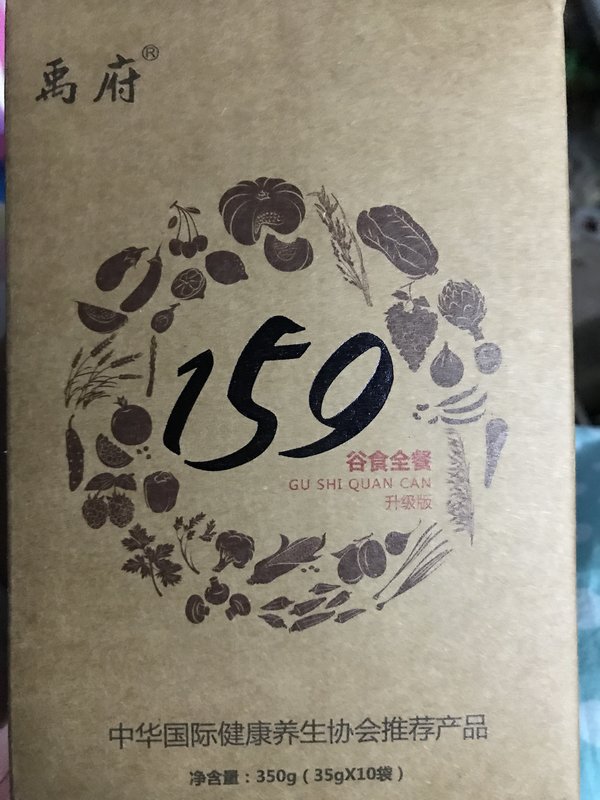 禹府®
159
谷食全餐
GU SHI QUAN CAN
升级版
中华国际健康养生协会推荐产品
净含量：350g（35gX10袋）